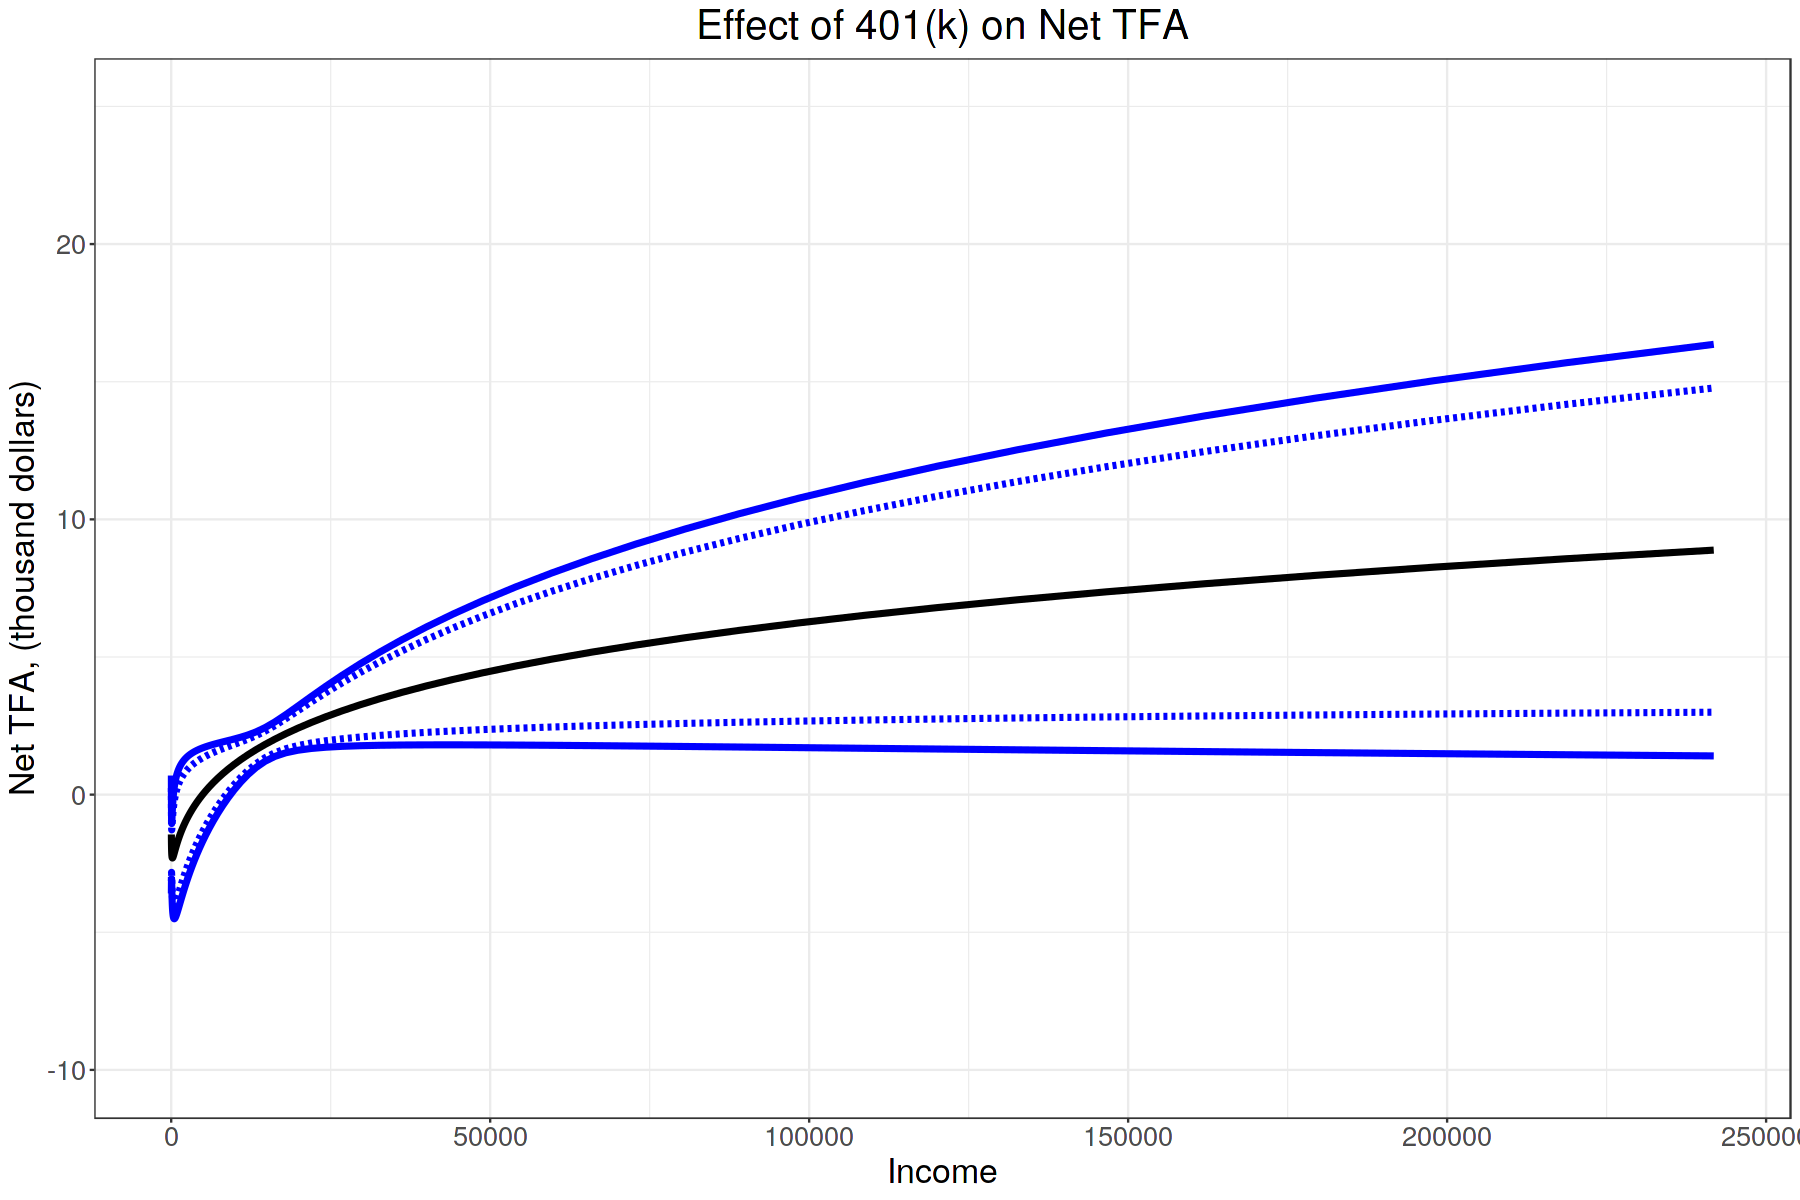 Effect of 401(k) on Net TFA
Net TFA, (thousand dollars)
20
10
0
-10
0 50000 100000 150000 200000 250000
Income